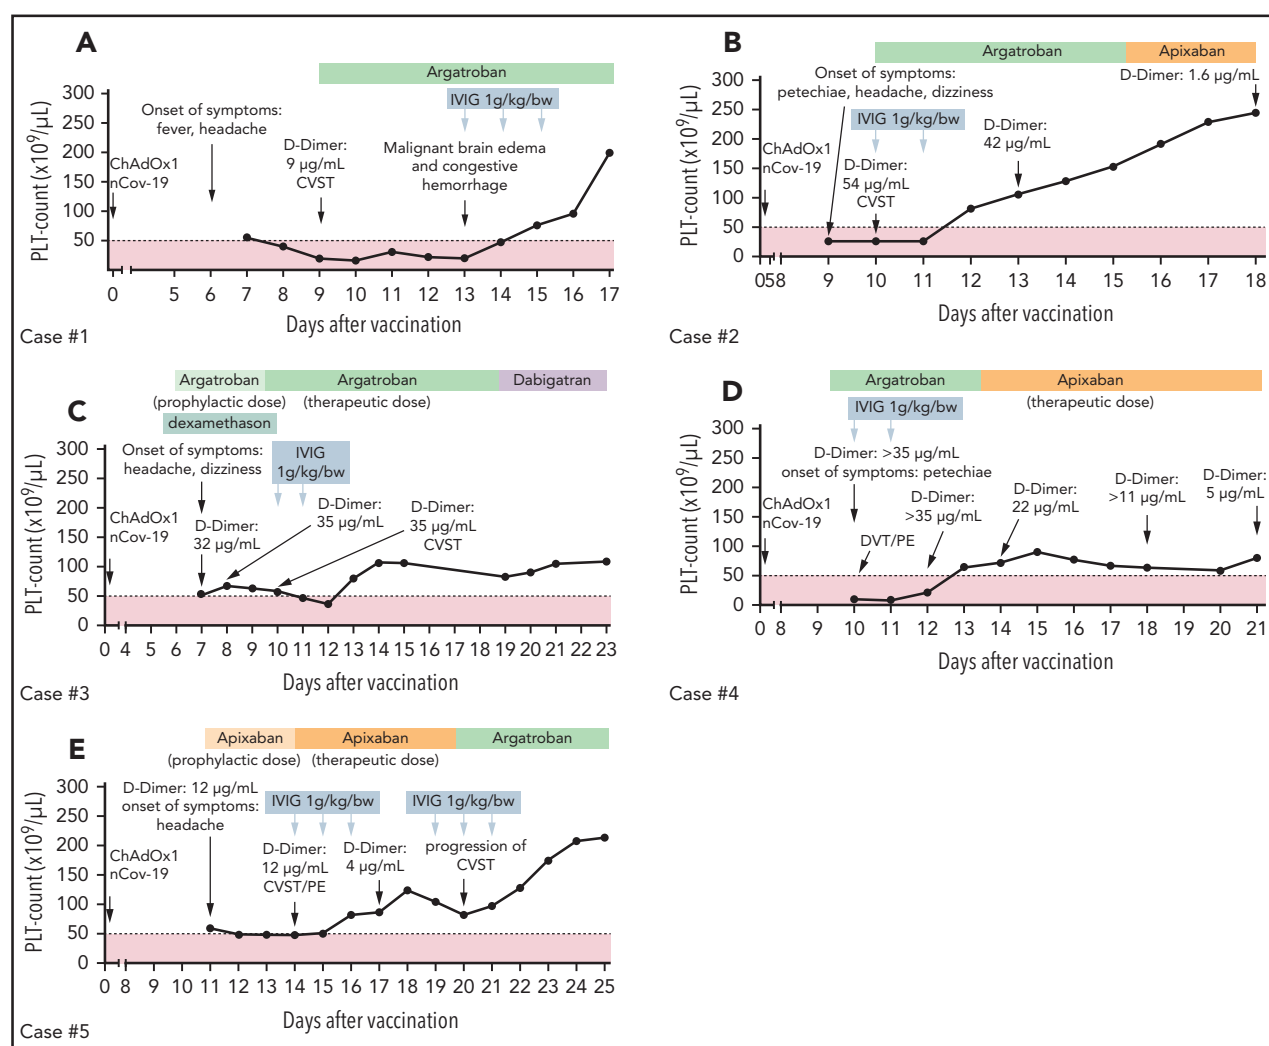 A
Argatroban
IVIG 1g/kg/bw
Onset of symptoms:
fever, headache
ChAdOx1
nCov-19
D-Dimer:
9 µg/mL
CVST
Malignant brain edema
and congestive
hemorrhage
PLT-count (x10⁹/µL)
300
250
200
150
100
50
0 5 6 7 8 9 10 11 12 13 14 15 16 17
Days after vaccination
Case #1
B
Argatroban Apixaban
Onset of symptoms:
petechiae, headache, dizziness
D-Dimer: 1.6 µg/mL
IVIG 1g/kg/bw
ChAdOx1
nCov-19
D-Dimer:
54 µg/mL
CVST
D-Dimer:
42 µg/mL
PLT-count (x10⁹/µL)
300
250
200
150
100
50
0
058 9 10 11 12 13 14 15 16 17 18
Days after vaccination
Case #2
C
Argatroban Argatroban Dabigatran
(prophylactic dose) (therapeutic dose)
dexamethason
Onset of symptoms:
headache, dizziness
IVIG
1g/kg/bw
ChAdOx1
nCov-19
D-Dimer:
32 µg/mL
D-Dimer:
35 µg/mL
D-Dimer:
35 µg/mL
CVST
PLT-count (x10⁹/µL)
300
250
200
150
100
50
0
0 4 5 6 7 8 9 10 11 12 13 14 15 19 20 21 22 23
Days after vaccination
Case #3
D
Argatroban Apixaban
(therapeutic dose)
IVIG 1g/kg/bw
D-Dimer: >35 µg/mL
onset of symptoms: petechiae
ChAdOx1
nCov-19
DVT/PE
D-Dimer:
>35 µg/mL
D-Dimer:
22 µg/mL
D-Dimer:
>11 µg/mL
D-Dimer:
5 µg/mL
PLT-count (x10⁹/µL)
300
250
200
150
100
50
0
0 8 9 10 11 12 13 14 15 16 17 18 20 21
Days after vaccination
Case #4
E
Apixaban Apixaban Argatroban
(prophylactic dose) (therapeutic dose)
D-Dimer: 12 µg/mL
onset of symptoms:
headache
IVIG 1g/kg/bw
IVIG 1g/kg/bw
ChAdOx1
nCov-19
D-Dimer:
12 µg/mL
CVST/PE
D-Dimer:
4 µg/mL
progression of
CVST
PLT-count (x10⁹/µL)
300
250
200
150
100
50
0
0 8 9 10 11 12 13 14 15 16 17 18 19 20 21 22 23 24 25
Days after vaccination
Case #5